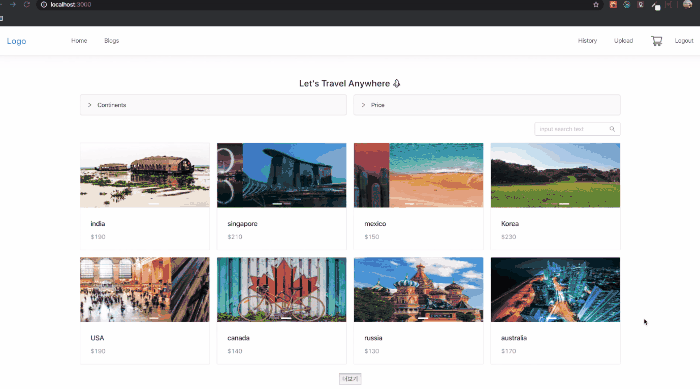 localhost:3000
Logo Home Blogs History Upload Logout
Let's Travel Anywhere
Continents Price
input search text
india singapore mexico Korea
$190 $210 $150 $230
USA canada russia australia
$190 $140 $130 $170
더보기